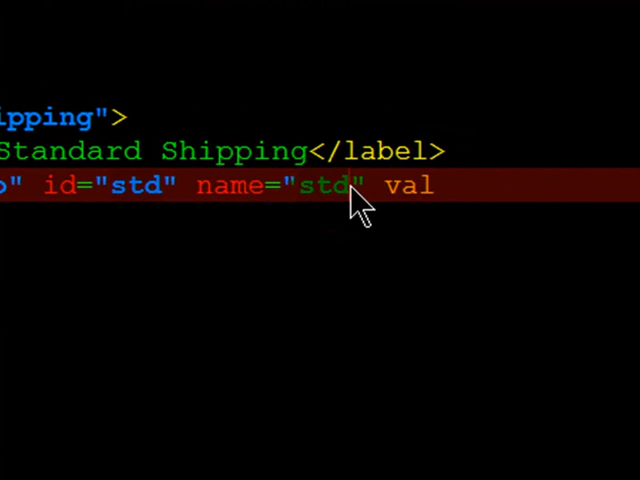 ipping">
Standard Shipping</label>
" id="std" name="std" val